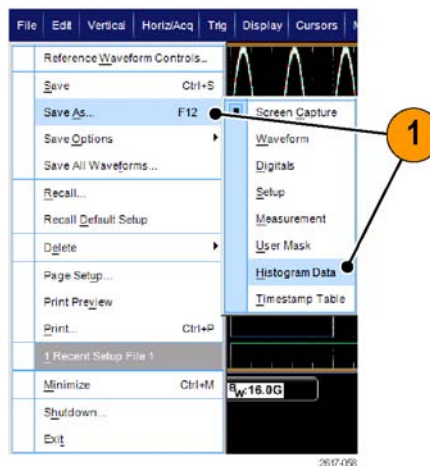 File Edit Vertical Horiz/Acq Trig Display Cursors
Reference Waveform Controls...
Save Ctrl+S
Save As... F12
Save Options
Save All Waveforms...
Recall...
Recall Default Setup
Delete
Page Setup...
Print Preview
Print... Ctrl+P
1 Recent Setup File 1
Minimize Ctrl+M
Shutdown...
Exit
Screen Capture
Waveform
Digitals
Setup
Measurement
User Mask
Histogram Data
Timestamp Table
1
BW:16.0G
2617-058